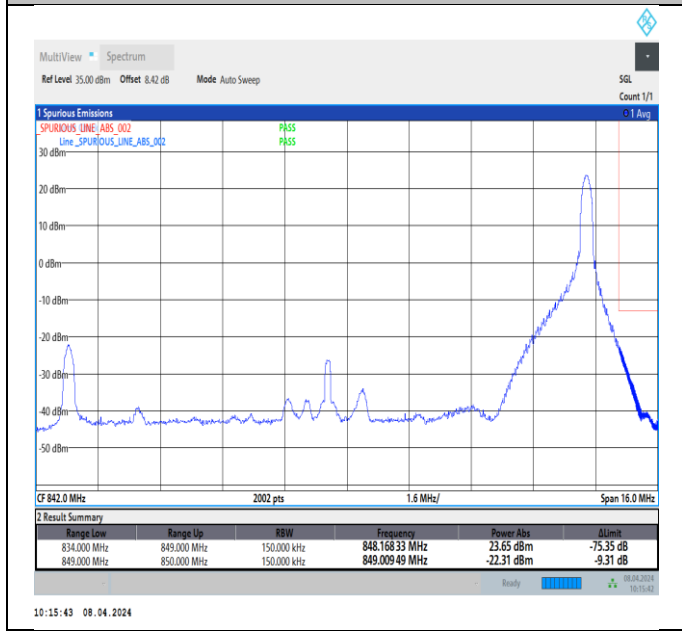 MultiView Spectrum
Ref Level 35.00 dBm Offset 8.42 dB Mode Auto Sweep SGL
Count 1/1
1 Spurious Emissions 1 Avg
_SPURIOUS_LINE_ABS_002 PASS
Line _SPURIOUS_LINE_ABS_002 PASS
30 dBm
20 dBm
10 dBm
0 dBm
-10 dBm
-20 dBm
-30 dBm
-40 dBm
-50 dBm
CF 842.0 MHz 2002 pts 1.6 MHz/ Span 16.0 MHz
2 Result Summary
Range Low Range Up RBW Frequency Power Abs ΔLimit
834.000 MHz 849.000 MHz 150.000 kHz 848.168 33 MHz 23.65 dBm -75.35 dB
849.000 MHz 850.000 MHz 150.000 kHz 849.009 49 MHz -22.31 dBm -9.31 dB
- - Ready 08.04.2024
10:15:42
10:15:43 08.04.2024